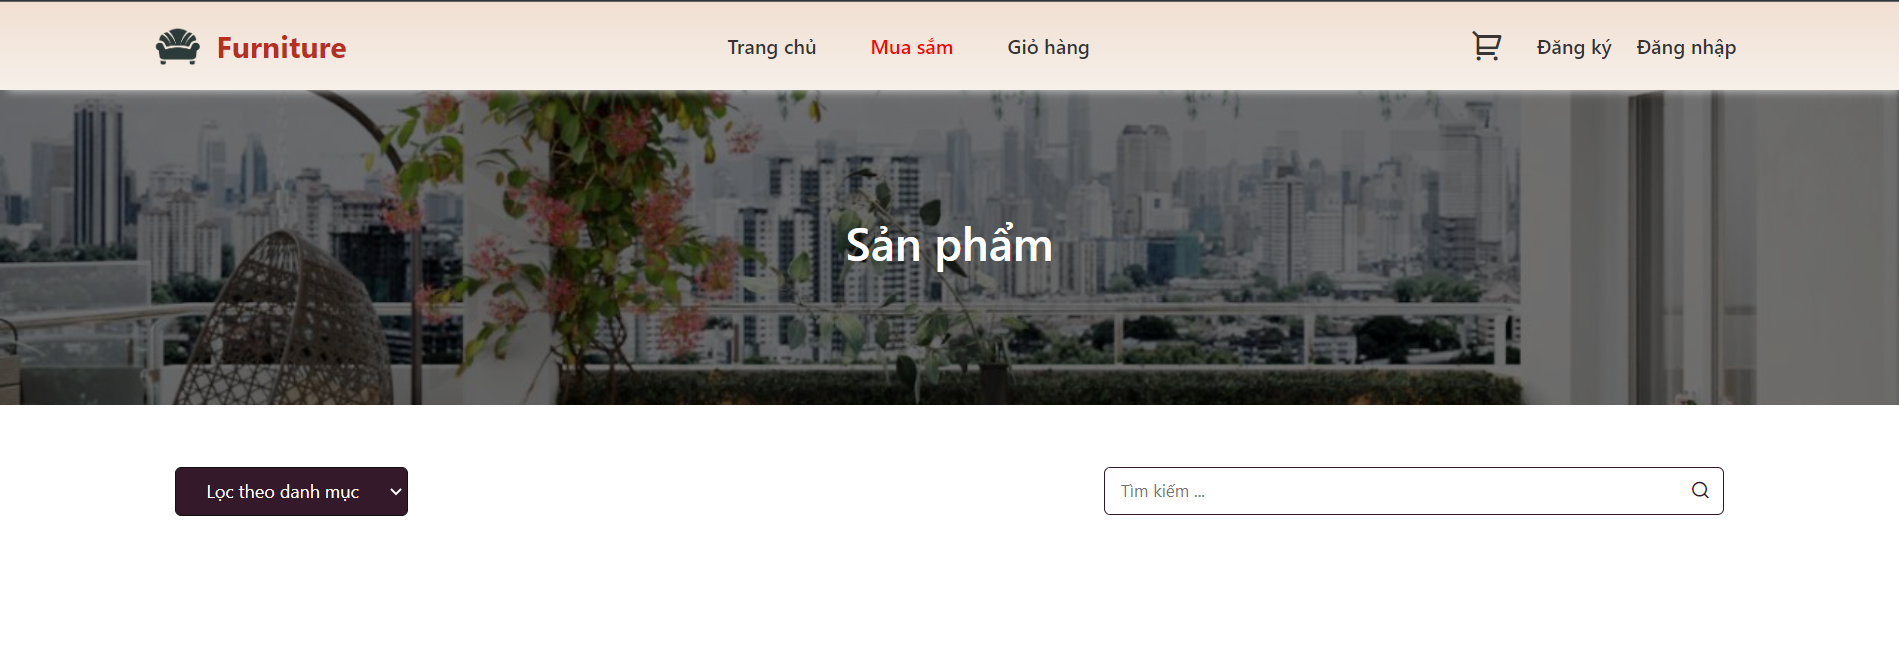 Furniture
Trang chủ
Mua sắm
Giỏ hàng
Đăng ký
Đăng nhập
Sản phẩm
Lọc theo danh mục
Tìm kiếm ...